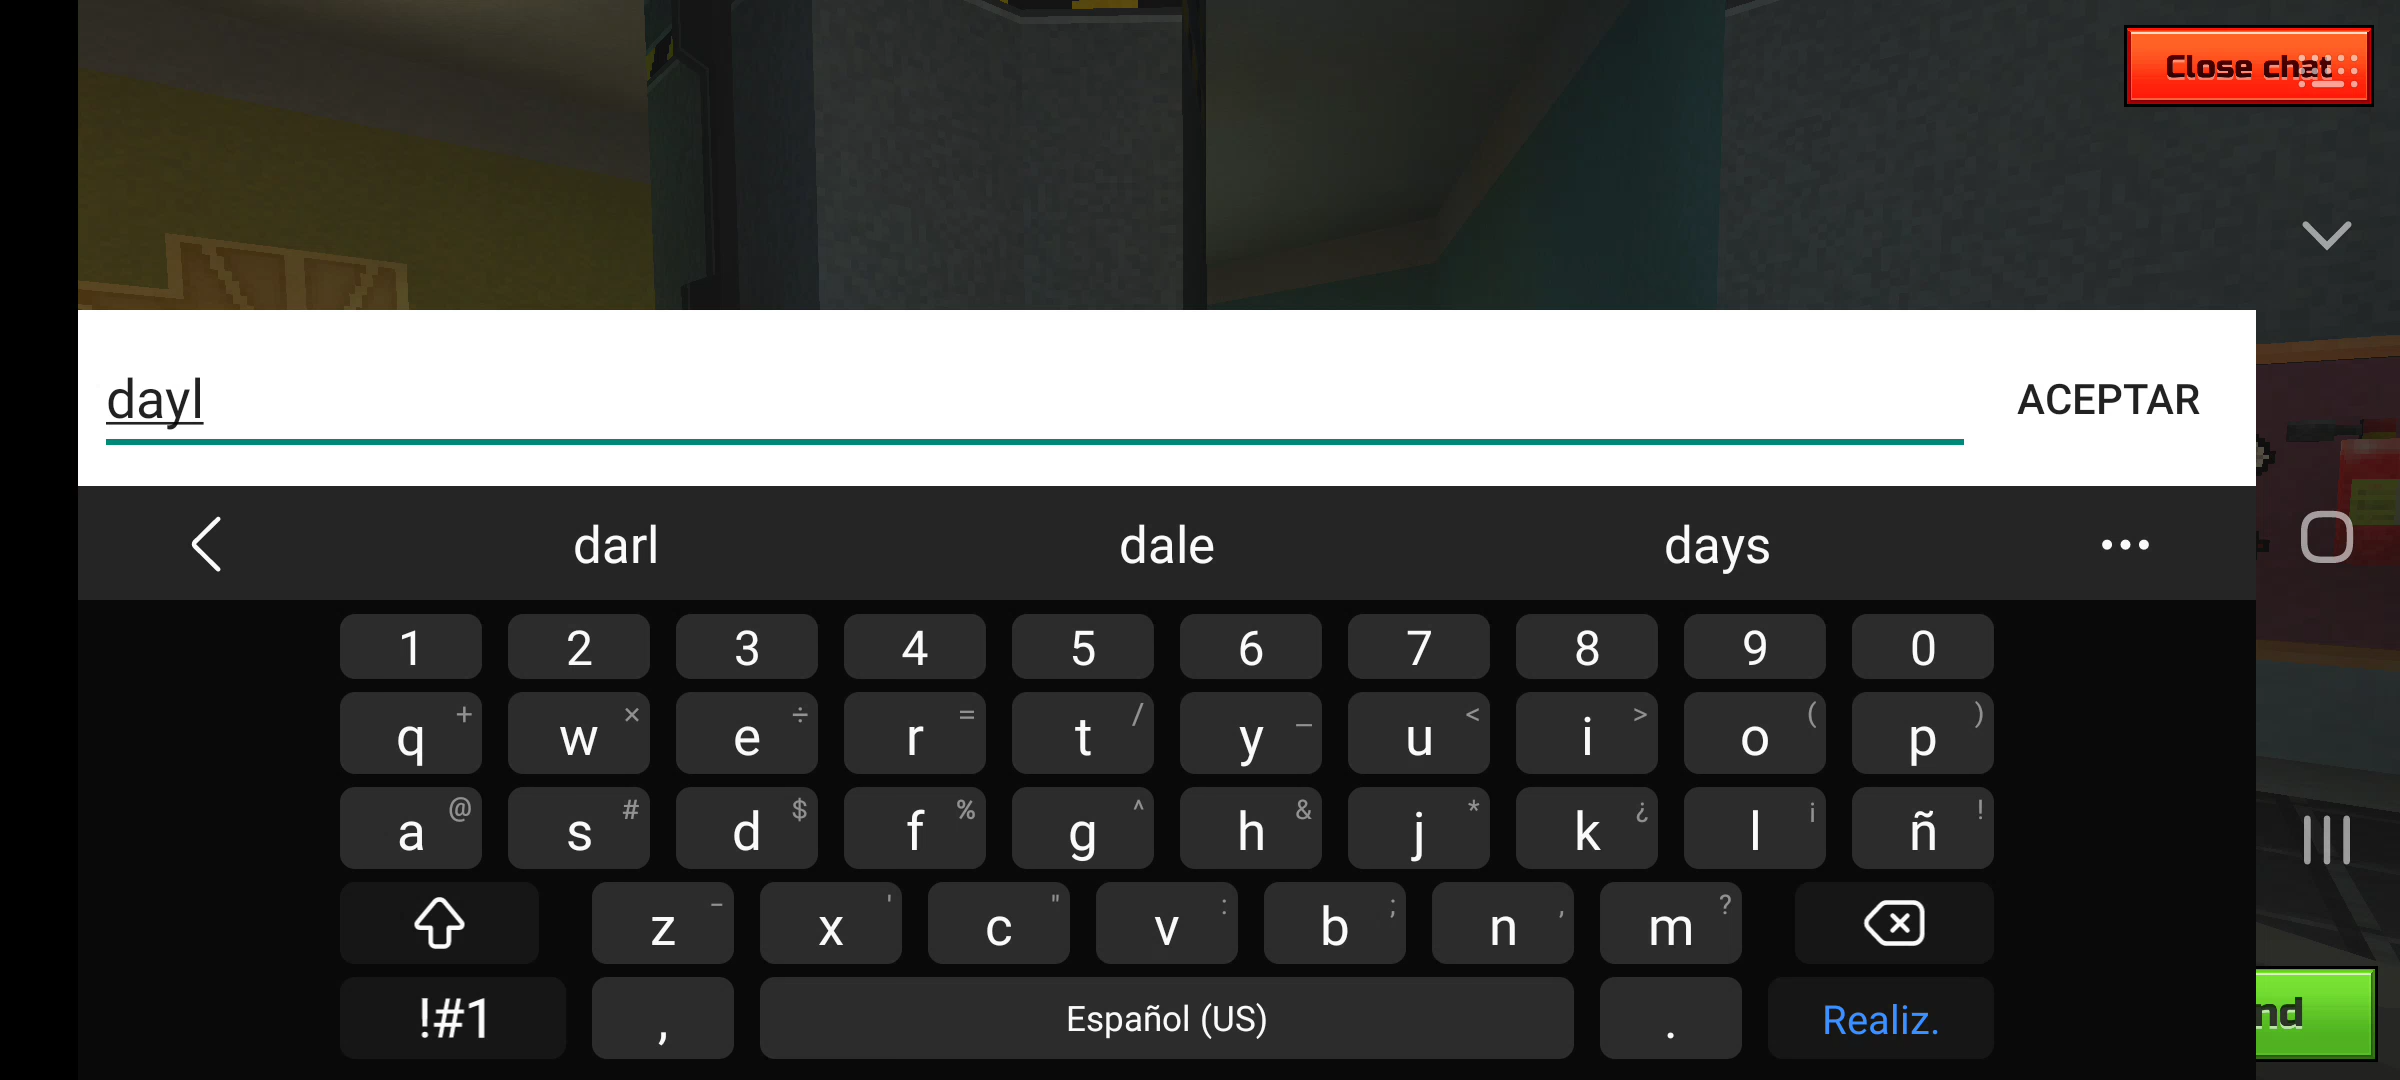 Close chat
dayl
ACEPTAR
darl dale days
1 2 3 4 5 6 7 8 9 0
q + w × e ÷ r = t / y _ u < i > o ( p )
a @ s # d $ f % g ^ h & j * k ¿ l ¡ ñ !
z - x ' c " v : b ; n , m ?
!#1 , Español (US) . Realiz.
nd